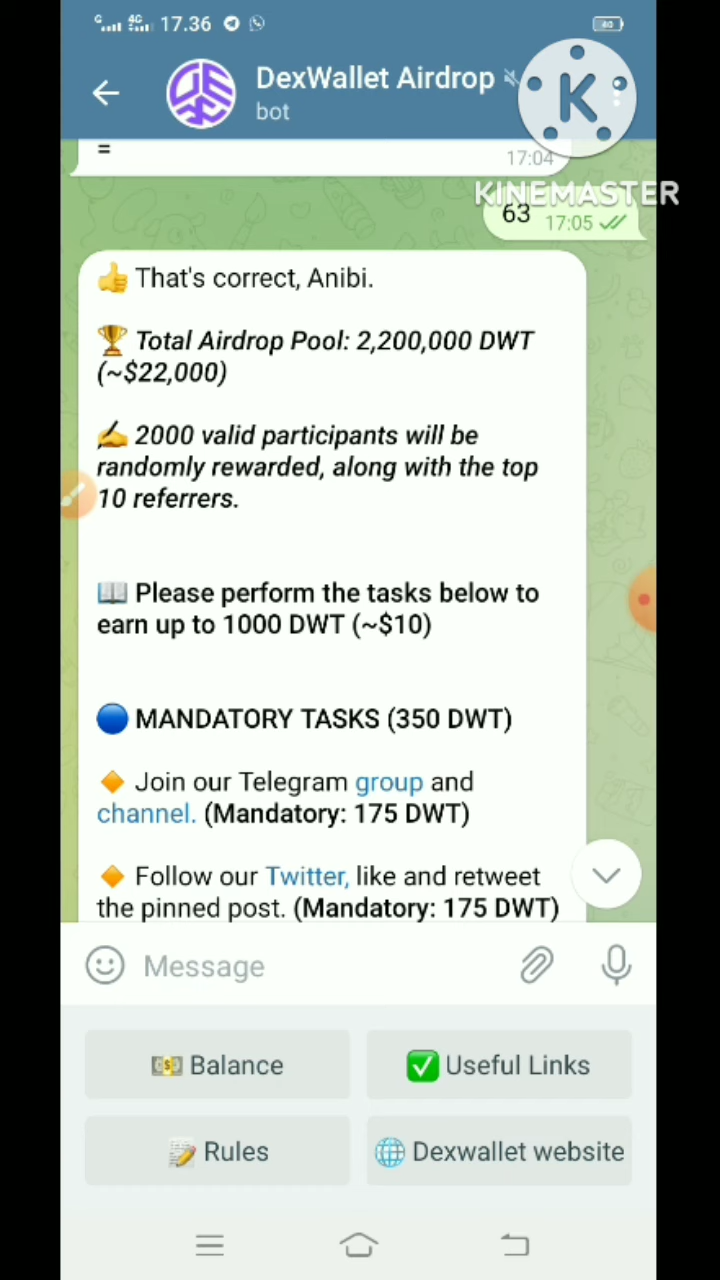 17.36
DexWallet Airdrop
bot
K
KINEMASTER
=
17:04
63 17:05
👍 That's correct, Anibi.
🏆 Total Airdrop Pool: 2,200,000 DWT
(~$22,000)
✍️ 2000 valid participants will be
randomly rewarded, along with the top
10 referrers.
📖 Please perform the tasks below to
earn up to 1000 DWT (~$10)
🔵 MANDATORY TASKS (350 DWT)
🔸 Join our Telegram group and
channel. (Mandatory: 175 DWT)
🔸 Follow our Twitter, like and retweet
the pinned post. (Mandatory: 175 DWT)
Message
💵 Balance
✅ Useful Links
📝 Rules
🌐 Dexwallet website